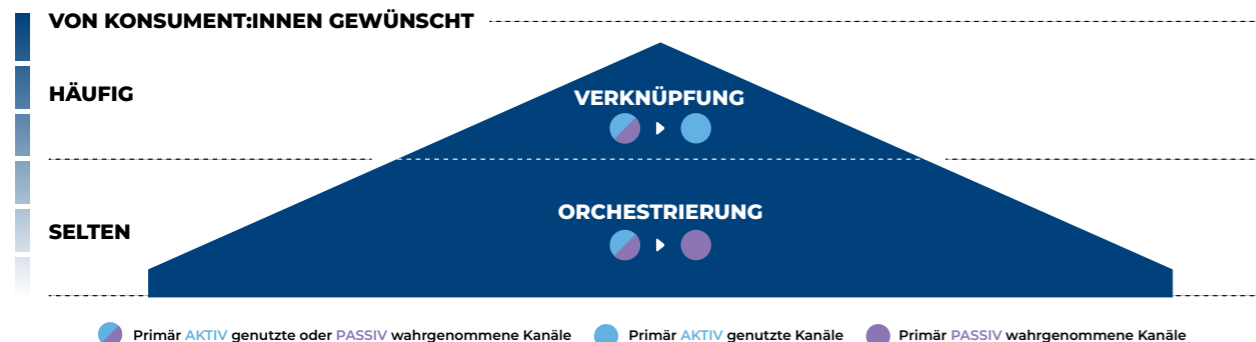 VON KONSUMENT:INNEN GEWÜNSCHT
HÄUFIG
VERKNÜPFUNG
SELTEN
ORCHESTRIERUNG
Primär AKTIV genutzte oder PASSIV wahrgenommene Kanäle
Primär AKTIV genutzte Kanäle
Primär PASSIV wahrgenommene Kanäle